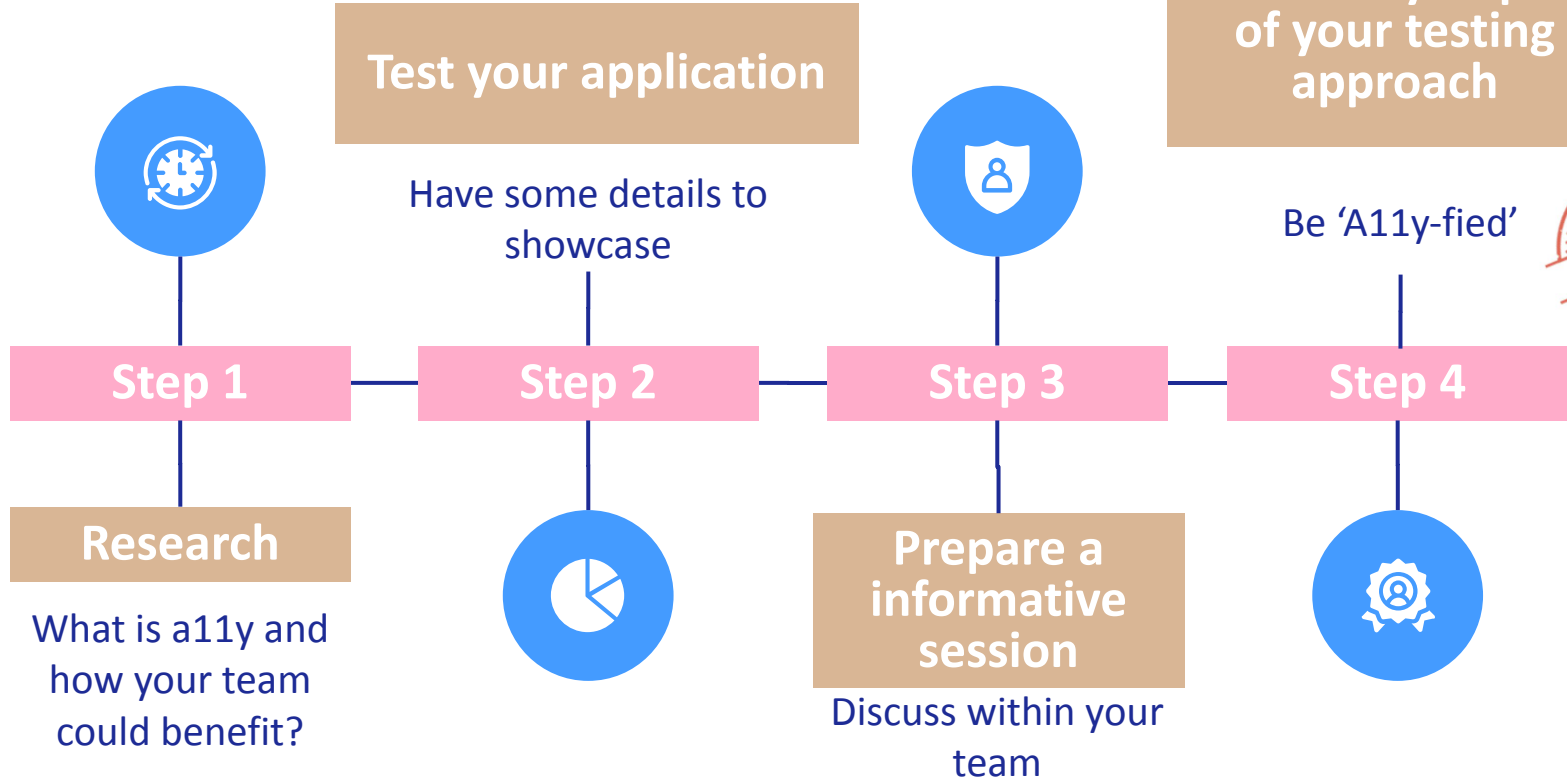 Test your application
Have some details to
showcase
of your testing
approach
Be ‘A11y-fied’
Step 1
Step 2
Step 3
Step 4
Research
What is a11y and
how your team
could benefit?
Prepare a
informative
session
Discuss within your
team